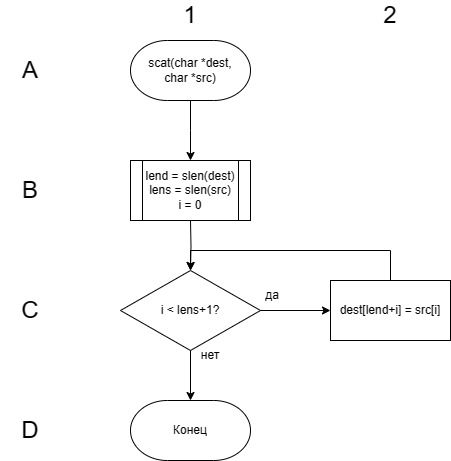 1 2
A
scat(char *dest,
char *src)
B
lend = slen(dest)
lens = slen(src)
i = 0
C
i < lens+1?
да
dest[lend+i] = src[i]
нет
D
Конец